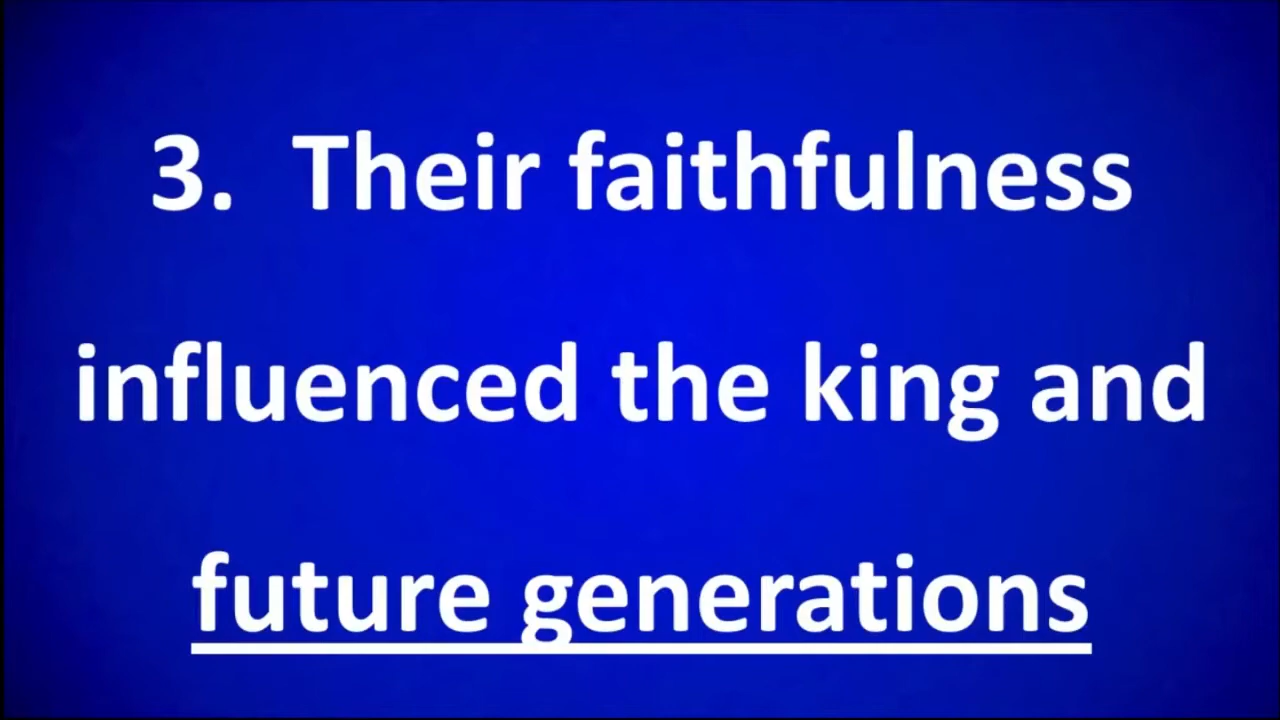 3.  Their faithfulness
influenced the king and
future generations